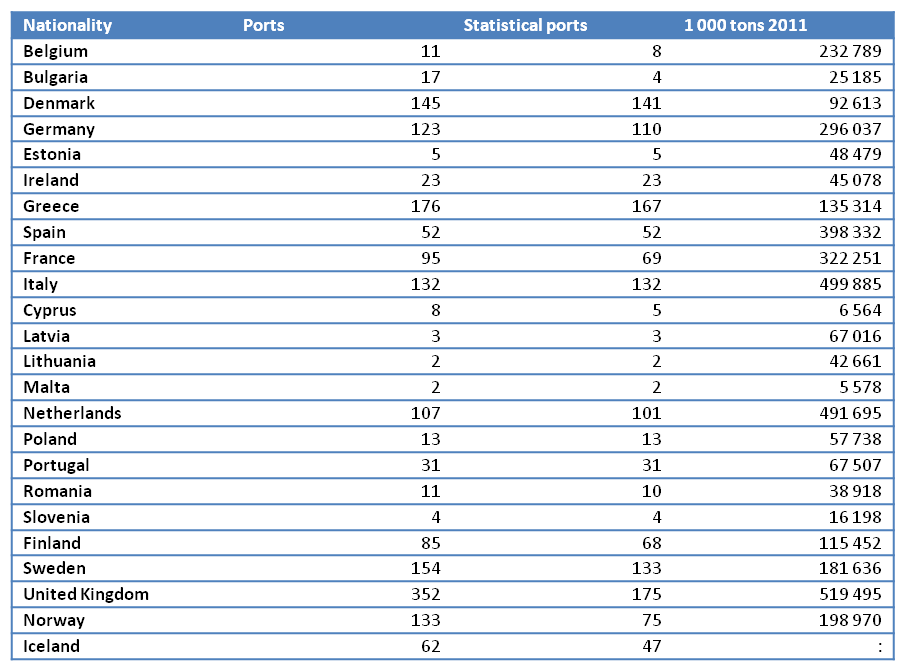 Nationality Ports Statistical ports 1 000 tons 2011
Belgium 11 8 232 789
Bulgaria 17 4 25 185
Denmark 145 141 92 613
Germany 123 110 296 037
Estonia 5 5 48 479
Ireland 23 23 45 078
Greece 176 167 135 314
Spain 52 52 398 332
France 95 69 322 251
Italy 132 132 499 885
Cyprus 8 5 6 564
Latvia 3 3 67 016
Lithuania 2 2 42 661
Malta 2 2 5 578
Netherlands 107 101 491 695
Poland 13 13 57 738
Portugal 31 31 67 507
Romania 11 10 38 918
Slovenia 4 4 16 198
Finland 85 68 115 452
Sweden 154 133 181 636
United Kingdom 352 175 519 495
Norway 133 75 198 970
Iceland 62 47 :